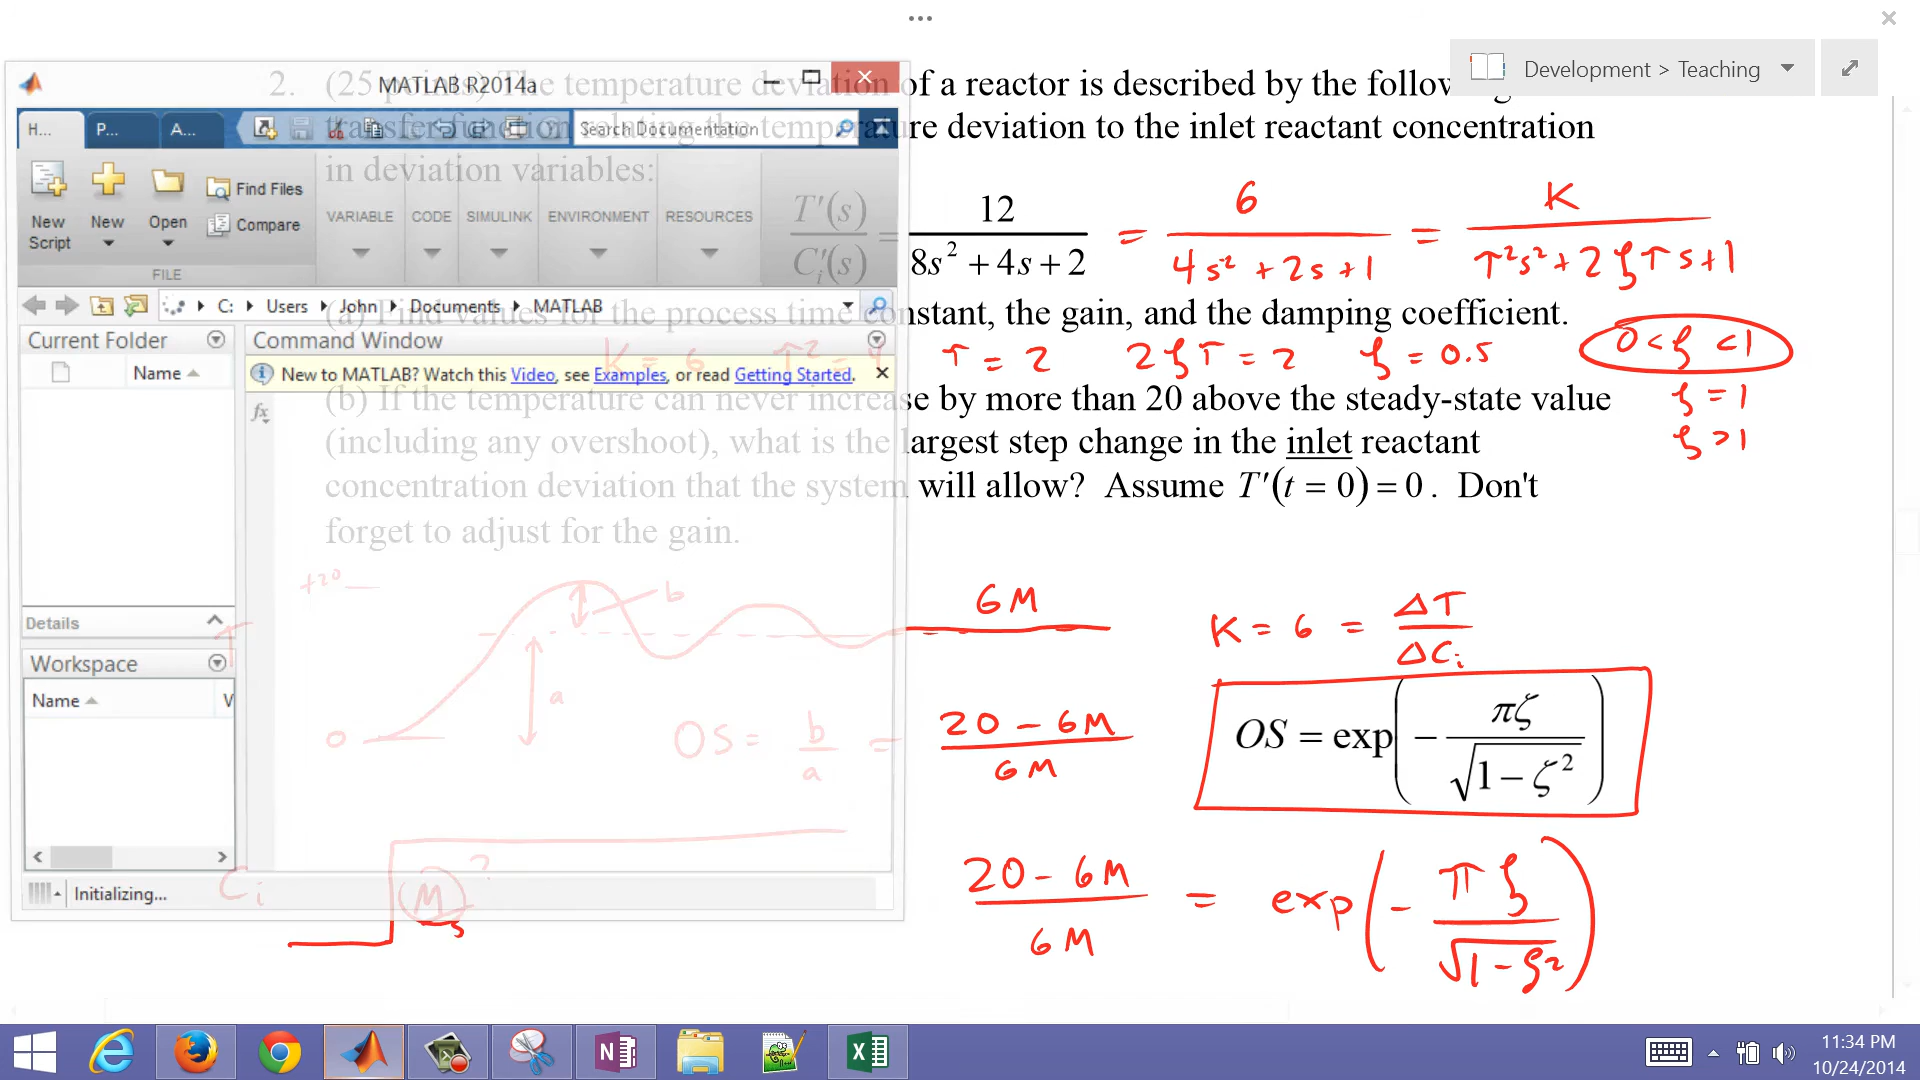 ...
Development > Teaching
MATLAB R2014a
H... P... A... Search Documentation
New Script
New
Open
Find Files
Compare
FILE
VARIABLE CODE SIMULINK ENVIRONMENT RESOURCES
C: Users John Documents MATLAB
Current Folder
Name
Details
Workspace
Name V
Command Window
New to MATLAB? Watch this Video, see Examples, or read Getting Started.
fx
Initializing...
2. (25 points) The temperature deviation of a reactor is described by the following
transfer function relating the temperature deviation to the inlet reactant concentration
in deviation variables:
T'(s)/C_i'(s) = 12/(8s² + 4s + 2) = 6/(4s² + 2s + 1) = K/(τ²s² + 2ζτs + 1)
(a) Find values for the process time constant, the gain, and the damping coefficient.
K = 6 τ² = 4 τ = 2 2ζτ = 2 ζ = 0.5
0 < ζ < 1
ζ = 1
ζ > 1
(b) If the temperature can never increase by more than 20 above the steady-state value
(including any overshoot), what is the largest step change in the inlet reactant
concentration deviation that the system will allow? Assume T'(t = 0) = 0. Don't
forget to adjust for the gain.
+20
b
6M
T
a
0
K = 6 = ΔT/ΔC_i
OS = b/a = (20 - 6M)/6M
OS = exp(-πζ/√(1-ζ²))
C_i
M/s ?
(20 - 6M)/6M = exp(-πζ/√(1-ζ²))
11:34 PM
10/24/2014